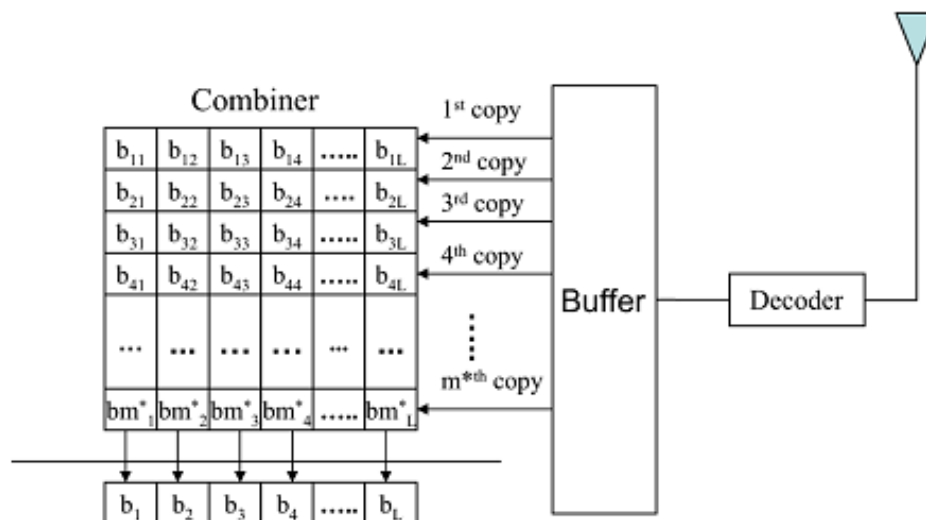 Combiner
1st copy
b11 b12 b13 b14 ..... b1L
2nd copy
b21 b22 b23 b24 .... b2L
3rd copy
b31 b32 b33 b34 ..... b3L
4th copy
b41 b42 b43 b44 ..... b4L
Buffer
Decoder
... ... ... ... ... ...
m*th copy
bm*1 bm*2 bm*3 bm*4 ..... bm*L
b1 b2 b3 b4 ..... bL